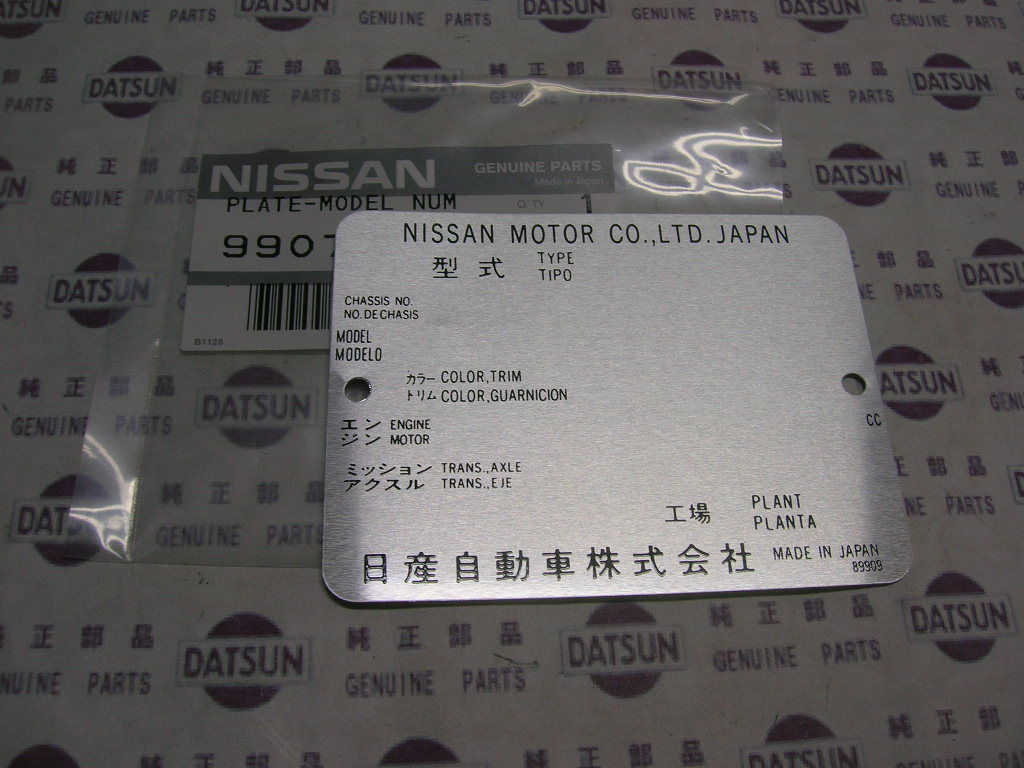 NISSAN
GENUINE PARTS
Made in Japan
PLATE-MODEL NUM
Q'TY
1
B1128
NISSAN MOTOR CO.,LTD. JAPAN
型式 TYPE
TIPO
CHASSIS NO.
NO. DE CHASIS
MODEL
MODELO
カラー COLOR,TRIM
トリム COLOR,GUARNICION
CC
エン ENGINE
ジン MOTOR
ミッション TRANS.,AXLE
アクスル TRANS.,EJE
工場 PLANT
PLANTA
日産自動車株式会社 MADE IN JAPAN
89909
純正部品
DATSUN
GENUINE PARTS